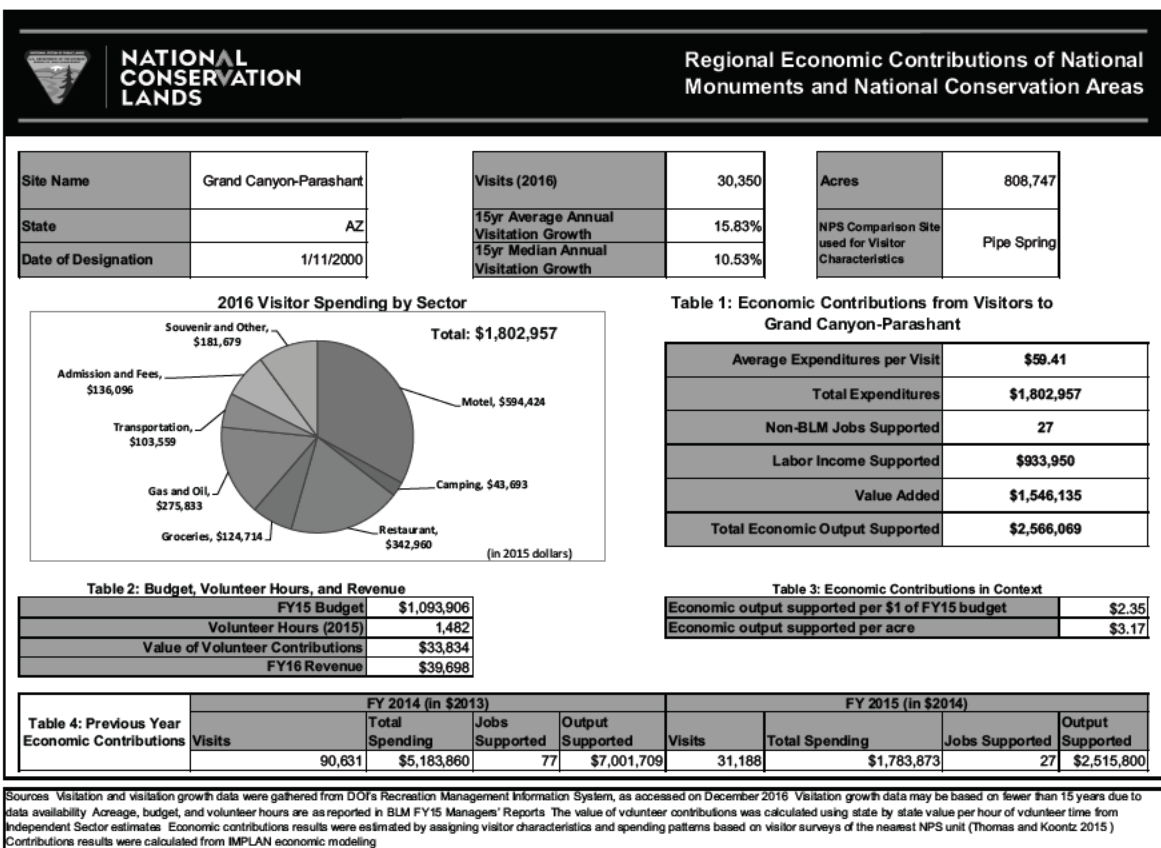 NATIONAL
CONSERVATION
LANDS
Regional Economic Contributions of National
Monuments and National Conservation Areas
Site Name Grand Canyon-Parashant
State AZ
Date of Designation 1/11/2000
Visits (2016) 30,350
15yr Average Annual
Visitation Growth 15.83%
15yr Median Annual
Visitation Growth 10.53%
Acres 808,747
NPS Comparison Site
used for Visitor
Characteristics
Pipe Spring
2016 Visitor Spending by Sector
Total: $1,802,957
Souvenir and Other,
$181,679
Admission and Fees,
$136,096
Transportation,
$103,559
Gas and Oil,
$275,833
Groceries, $124,714
Motel, $594,424
Camping, $43,693
Restaurant,
$342,960
(in 2015 dollars)
Table 1: Economic Contributions from Visitors to
Grand Canyon-Parashant
Average Expenditures per Visit $59.41
Total Expenditures $1,802,957
Non-BLM Jobs Supported 27
Labor Income Supported $933,950
Value Added $1,546,135
Total Economic Output Supported $2,566,069
Table 2: Budget, Volunteer Hours, and Revenue
FY15 Budget $1,093,906
Volunteer Hours (2015) 1,482
Value of Volunteer Contributions $33,834
FY16 Revenue $39,698
Table 3: Economic Contributions in Context
Economic output supported per $1 of FY15 budget $2.35
Economic output supported per acre $3.17
Table 4: Previous Year
Economic Contributions
FY 2014 (in $2013) FY 2015 (in $2014)
Visits Total Spending Jobs Supported Output Supported Visits Total Spending Jobs Supported Output Supported
90,631 $5,183,860 77 $7,001,709 31,188 $1,783,873 27 $2,515,800
Sources Visitation and visitation growth data were gathered from DOI's Recreation Management Information System, as accessed on December 2016 Visitation growth data may be based on fewer than 15 years due to
data availability Acreage, budget, and volunteer hours are as reported in BLM FY15 Managers' Reports The value of volunteer contributions was calculated using state by state value per hour of volunteer time from
Independent Sector estimates Economic contributions results were estimated by assigning visitor characteristics and spending patterns based on visitor surveys of the nearest NPS unit (Thomas and Koontz 2015 )
Contributions results were calculated from IMPLAN economic modeling